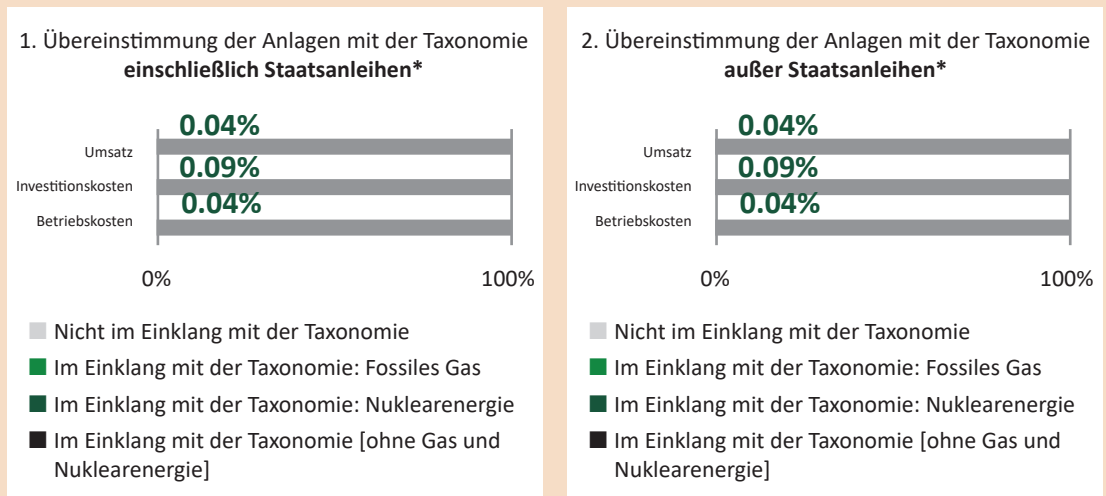 1. Übereinstimmung der Anlagen mit der Taxonomie
einschließlich Staatsanleihen*
0.04%
Umsatz
0.09%
Investitionskosten
0.04%
Betriebskosten
0%
100%
Nicht im Einklang mit der Taxonomie
Im Einklang mit der Taxonomie: Fossiles Gas
Im Einklang mit der Taxonomie: Nuklearenergie
Im Einklang mit der Taxonomie [ohne Gas und
Nuklearenergie]
2. Übereinstimmung der Anlagen mit der Taxonomie
außer Staatsanleihen*
0.04%
Umsatz
0.09%
Investitionskosten
0.04%
Betriebskosten
0%
100%
Nicht im Einklang mit der Taxonomie
Im Einklang mit der Taxonomie: Fossiles Gas
Im Einklang mit der Taxonomie: Nuklearenergie
Im Einklang mit der Taxonomie [ohne Gas und
Nuklearenergie]